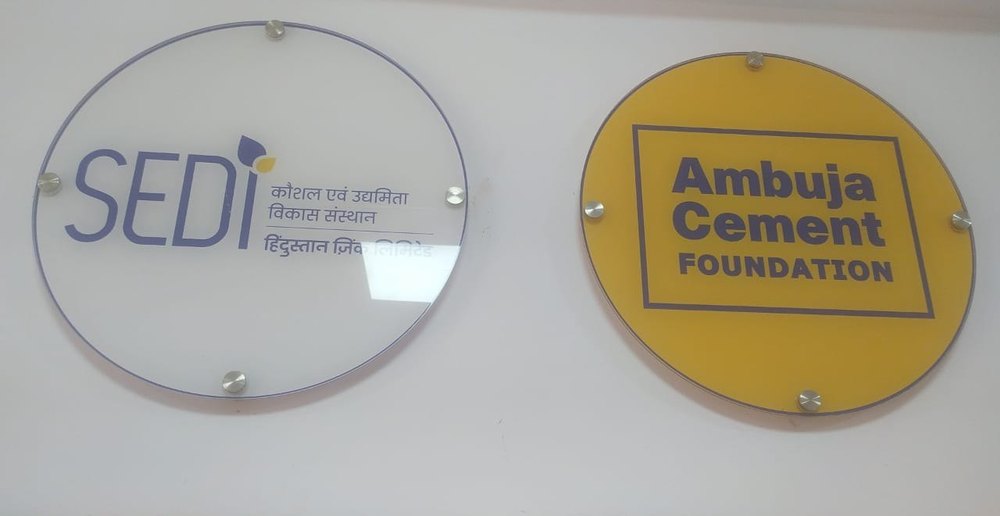 SEDI
कौशल एवं उद्यमिता
विकास संस्थान
हिंदुस्तान ज़िंक लिमिटेड
Ambuja
Cement
FOUNDATION